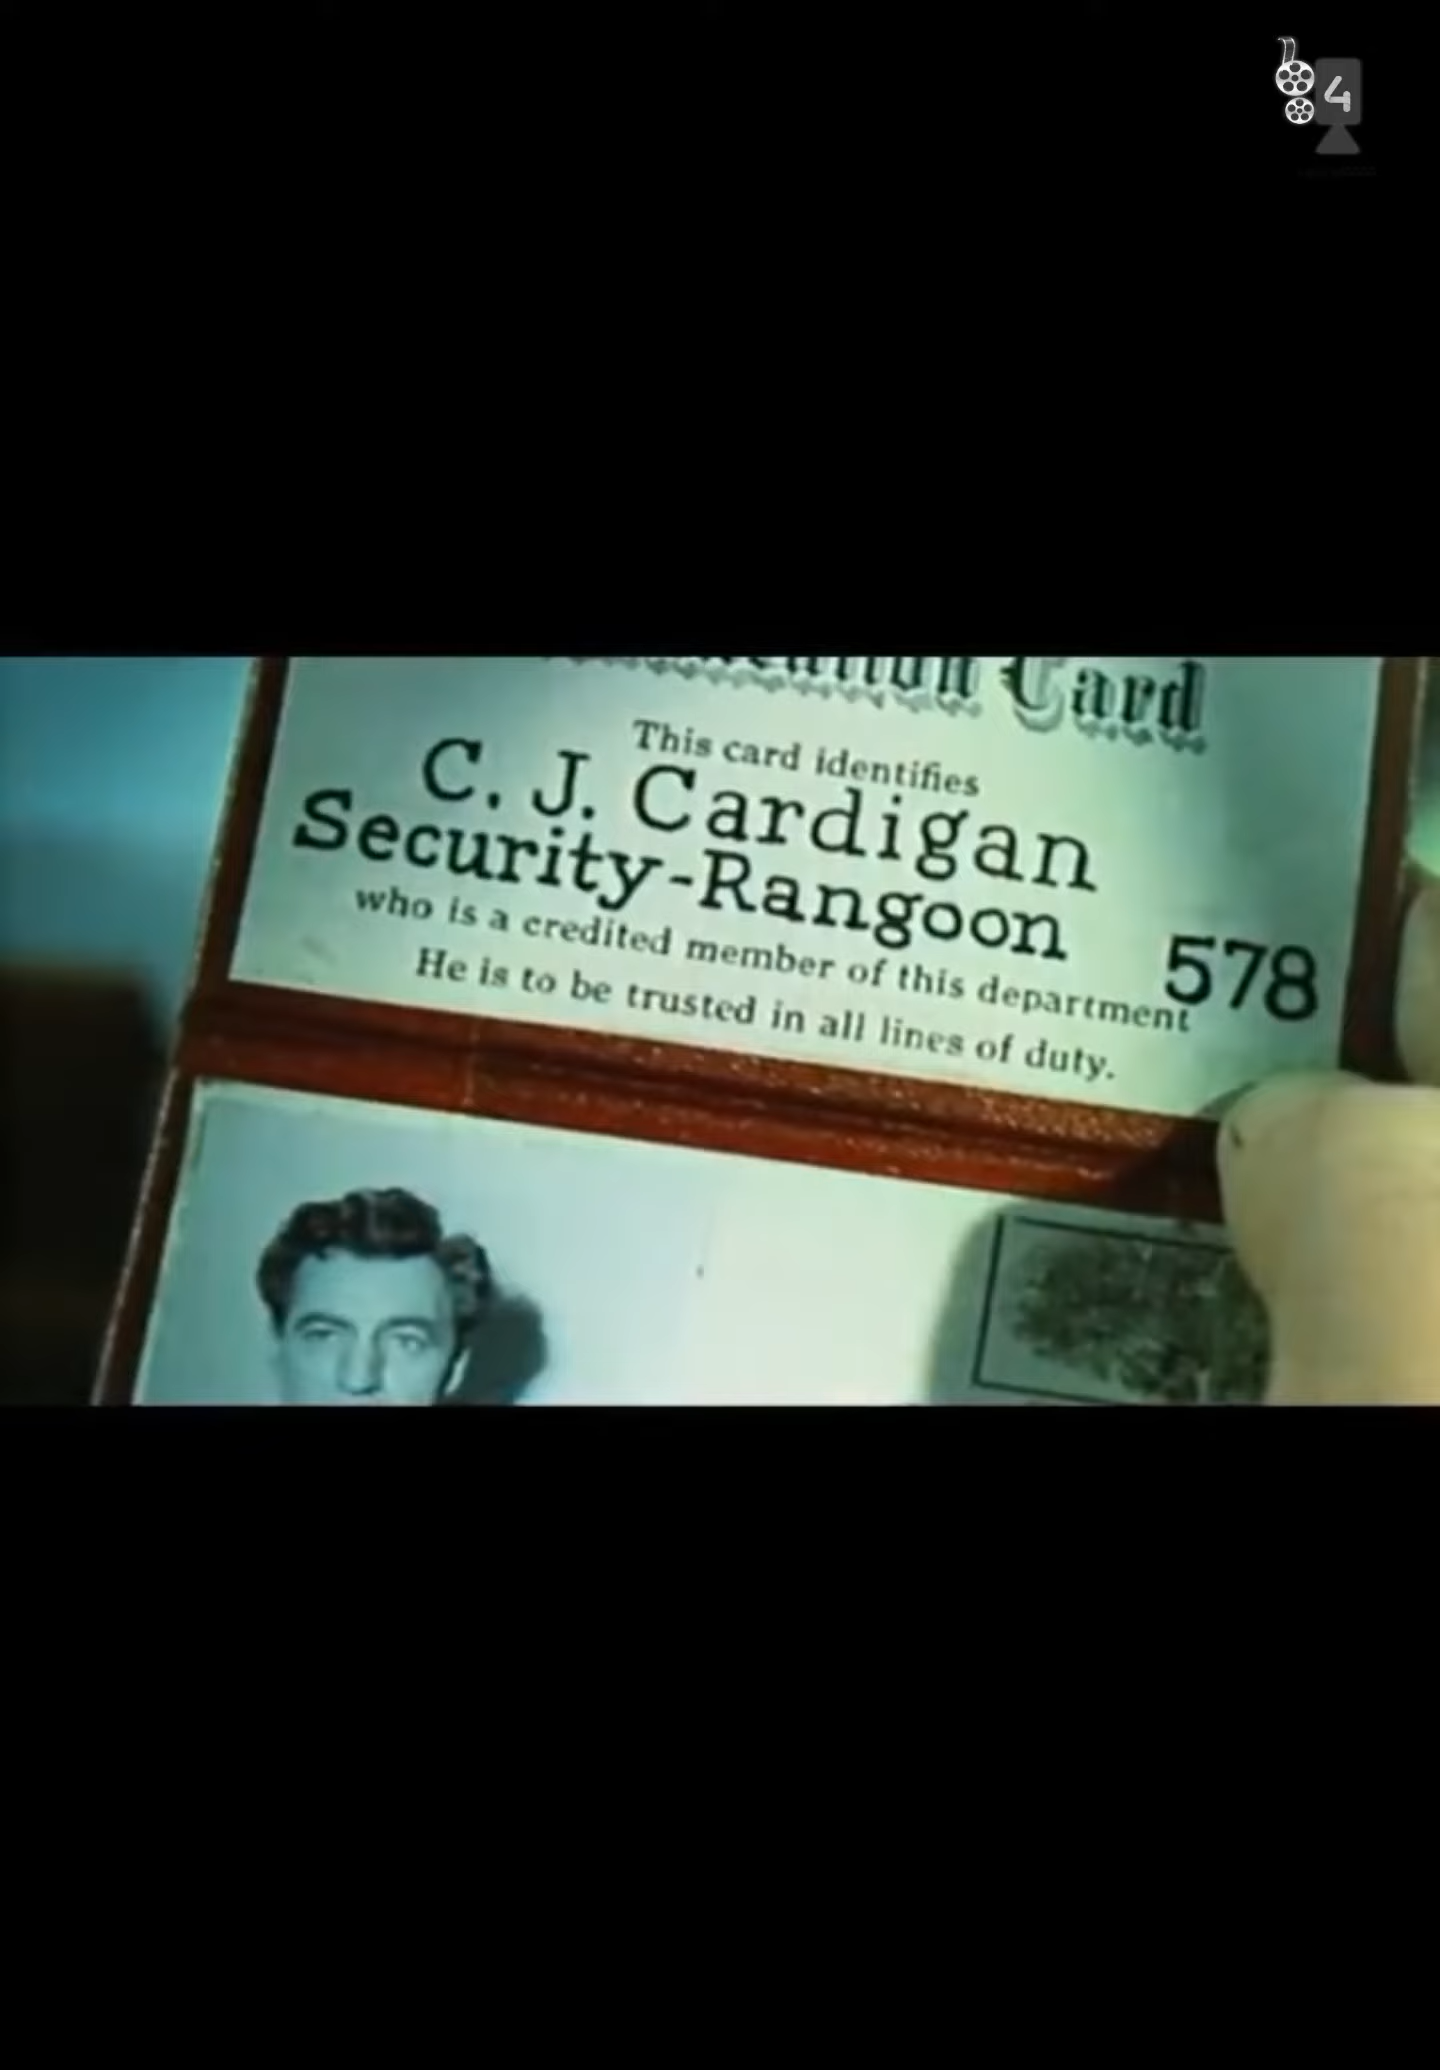 4
Card
This card identifies
C. J. Cardigan
Security-Rangoon
578
who is a credited member of this department
He is to be trusted in all lines of duty.